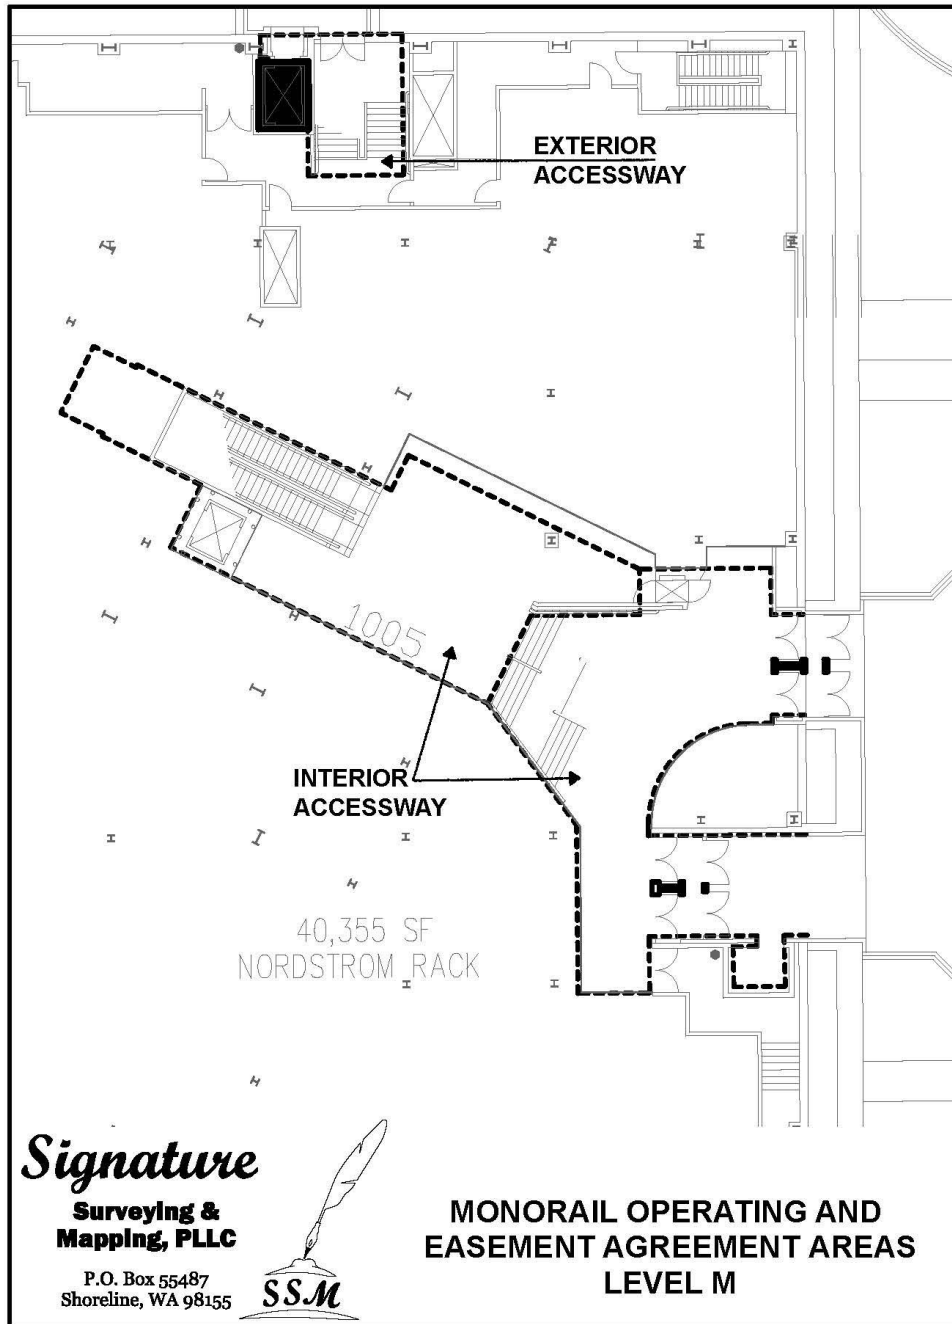 EXTERIOR
ACCESSWAY
1005
INTERIOR
ACCESSWAY
40,355 SF
NORDSTROM RACK
Signature
Surveying &
Mapping, PLLC
P.O. Box 55487
Shoreline, WA 98155
SSM
MONORAIL OPERATING AND
EASEMENT AGREEMENT AREAS
LEVEL M